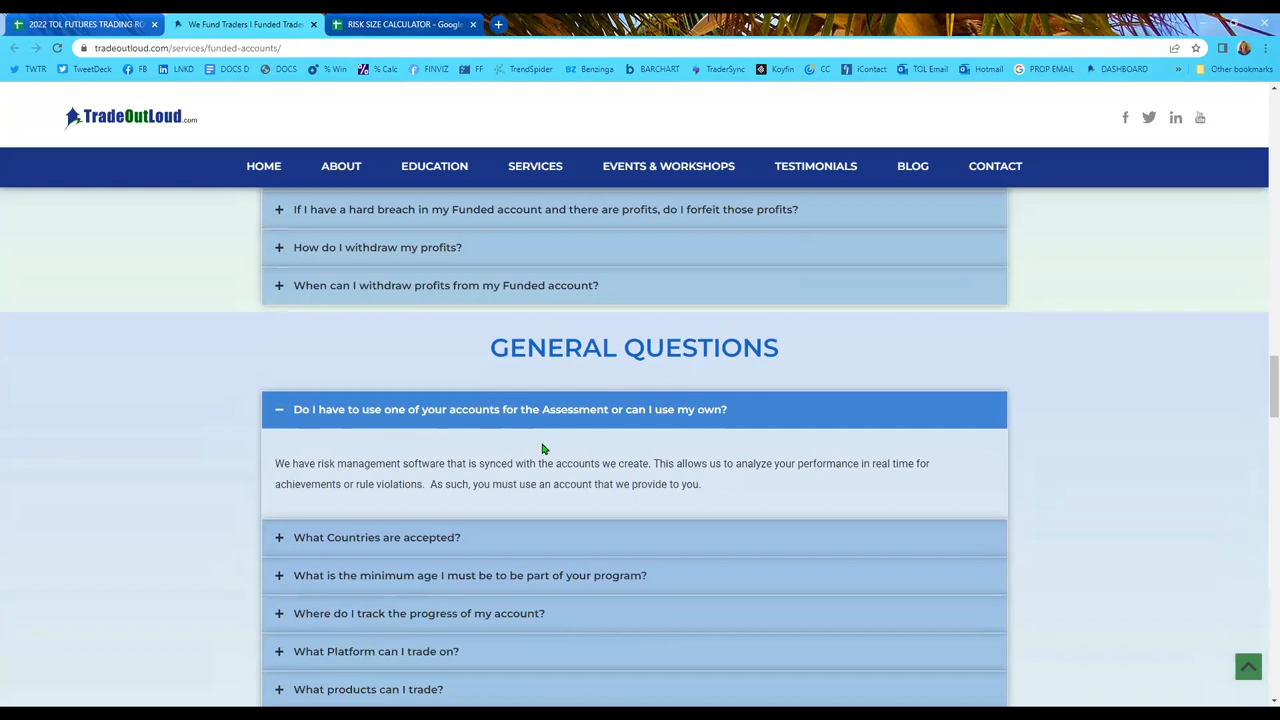 2022 TOL FUTURES TRADING RO
We Fund Traders I Funded Trade
RISK SIZE CALCULATOR - Google
tradeoutloud.com/services/funded-accounts/
TWTR TweetDeck FB LNKD DOCS D DOCS % Win % Calc FINVIZ FF TrendSpider Benzinga BARCHART TraderSync Koyfin CC iContact TOL Email Hotmail PROP EMAIL DASHBOARD » Other bookmarks
TradeOutLoud.com
HOME ABOUT EDUCATION SERVICES EVENTS & WORKSHOPS TESTIMONIALS BLOG CONTACT
+ If I have a hard breach in my Funded account and there are profits, do I forfeit those profits?
+ How do I withdraw my profits?
+ When can I withdraw profits from my Funded account?
GENERAL QUESTIONS
− Do I have to use one of your accounts for the Assessment or can I use my own?
We have risk management software that is synced with the accounts we create. This allows us to analyze your performance in real time for
achievements or rule violations. As such, you must use an account that we provide to you.
+ What Countries are accepted?
+ What is the minimum age I must be to be part of your program?
+ Where do I track the progress of my account?
+ What Platform can I trade on?
+ What products can I trade?